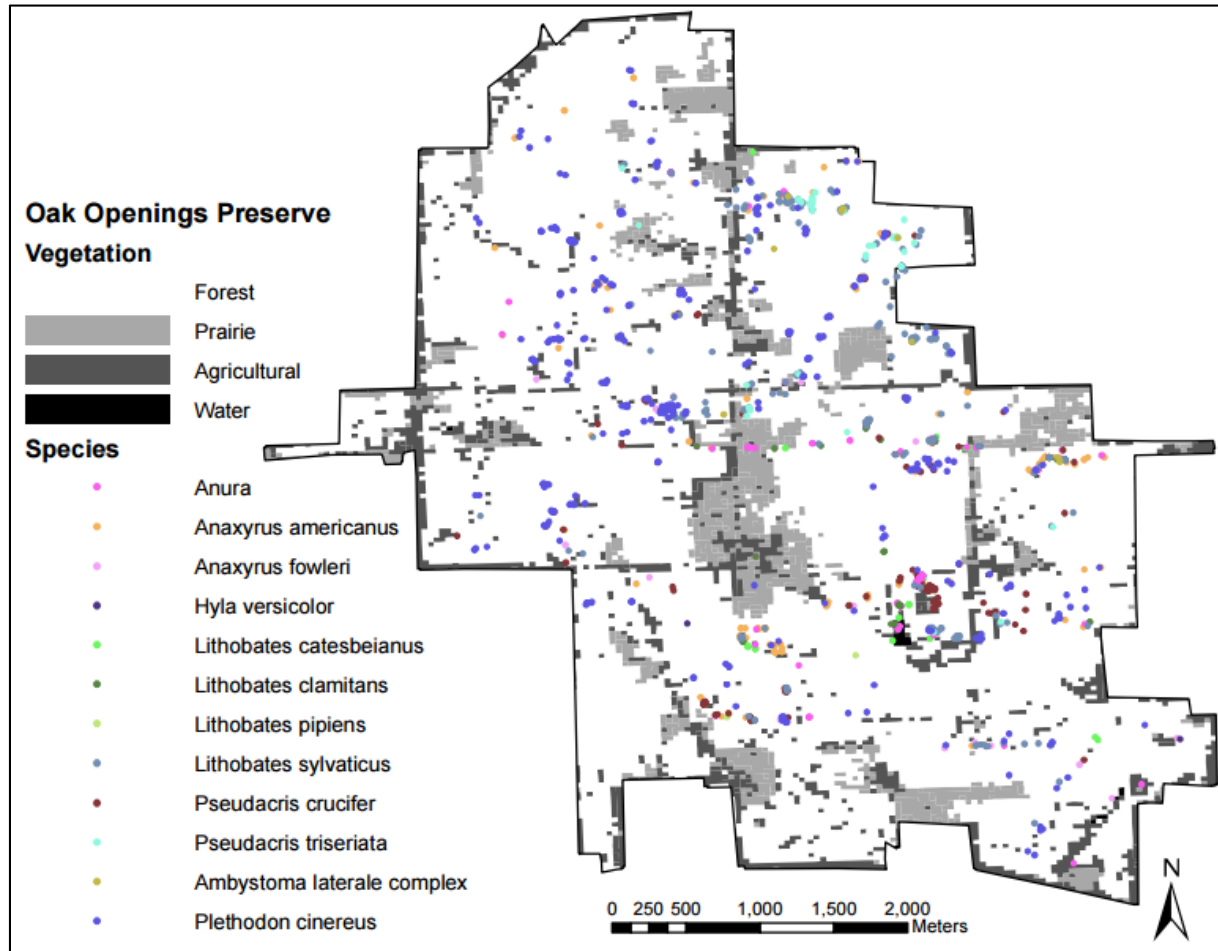 Oak Openings Preserve
Vegetation
Forest
Prairie
Agricultural
Water
Species
Anura
Anaxyrus americanus
Anaxyrus fowleri
Hyla versicolor
Lithobates catesbeianus
Lithobates clamitans
Lithobates pipiens
Lithobates sylvaticus
Pseudacris crucifer
Pseudacris triseriata
Ambystoma laterale complex
Plethodon cinereus
N
0 250 500 1,000 1,500 2,000
Meters